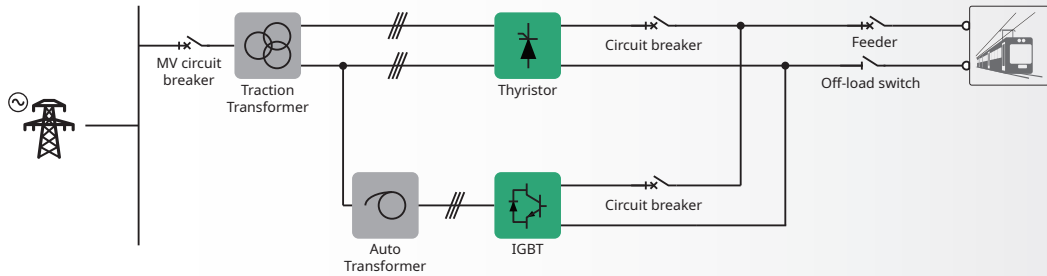 MV circuit
breaker
Traction
Transformer
Thyristor
Circuit breaker
Feeder
Off-load switch
Auto
Transformer
IGBT
Circuit breaker